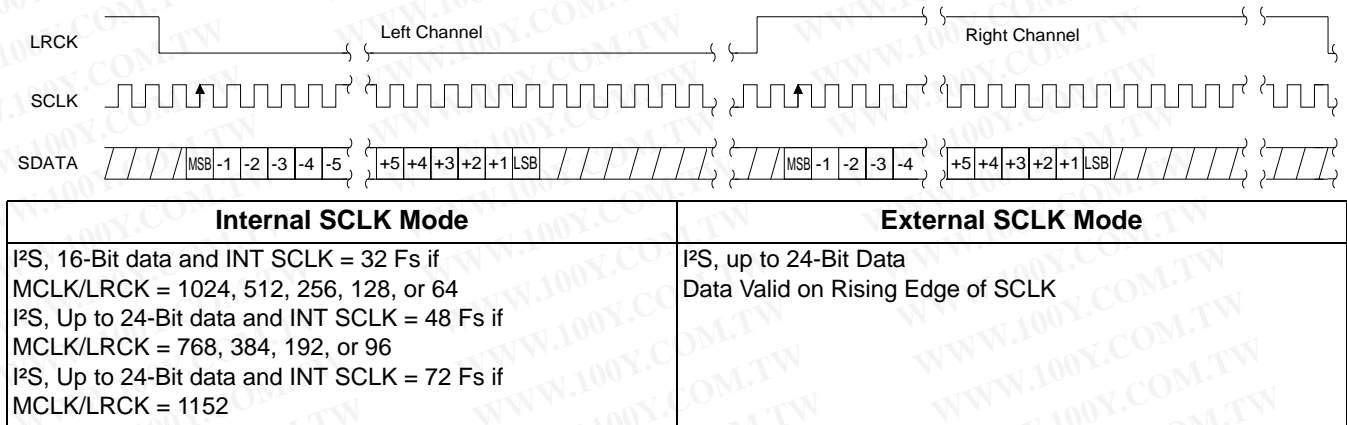 LRCK
Left Channel
Right Channel
SCLK
SDATA
MSB -1 -2 -3 -4 -5 +5 +4 +3 +2 +1 LSB MSB -1 -2 -3 -4 +5 +4 +3 +2 +1 LSB
Internal SCLK Mode
External SCLK Mode
I²S, 16-Bit data and INT SCLK = 32 Fs if
MCLK/LRCK = 1024, 512, 256, 128, or 64
I²S, Up to 24-Bit data and INT SCLK = 48 Fs if
MCLK/LRCK = 768, 384, 192, or 96
I²S, Up to 24-Bit data and INT SCLK = 72 Fs if
MCLK/LRCK = 1152
I²S, up to 24-Bit Data
Data Valid on Rising Edge of SCLK
WWW.100Y.COM.TW